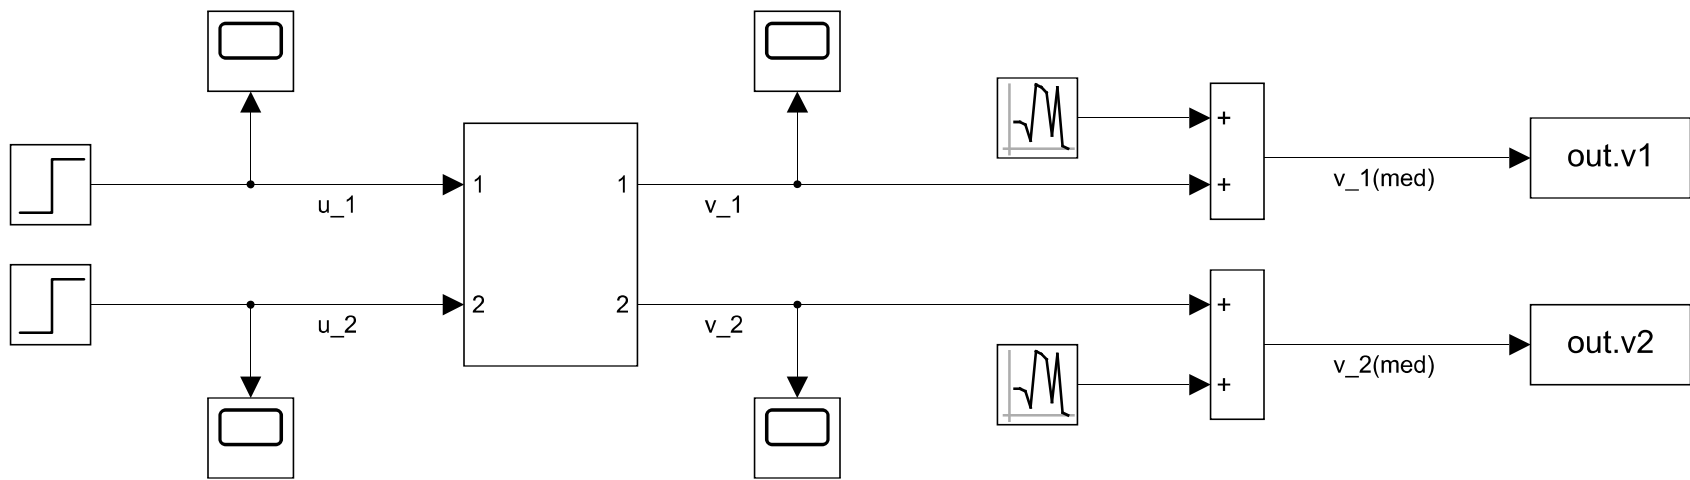 +
out.v1
+
v_1(med)
1
1
u_1
v_1
2
2
+
u_2
v_2
out.v2
v_2(med)
+